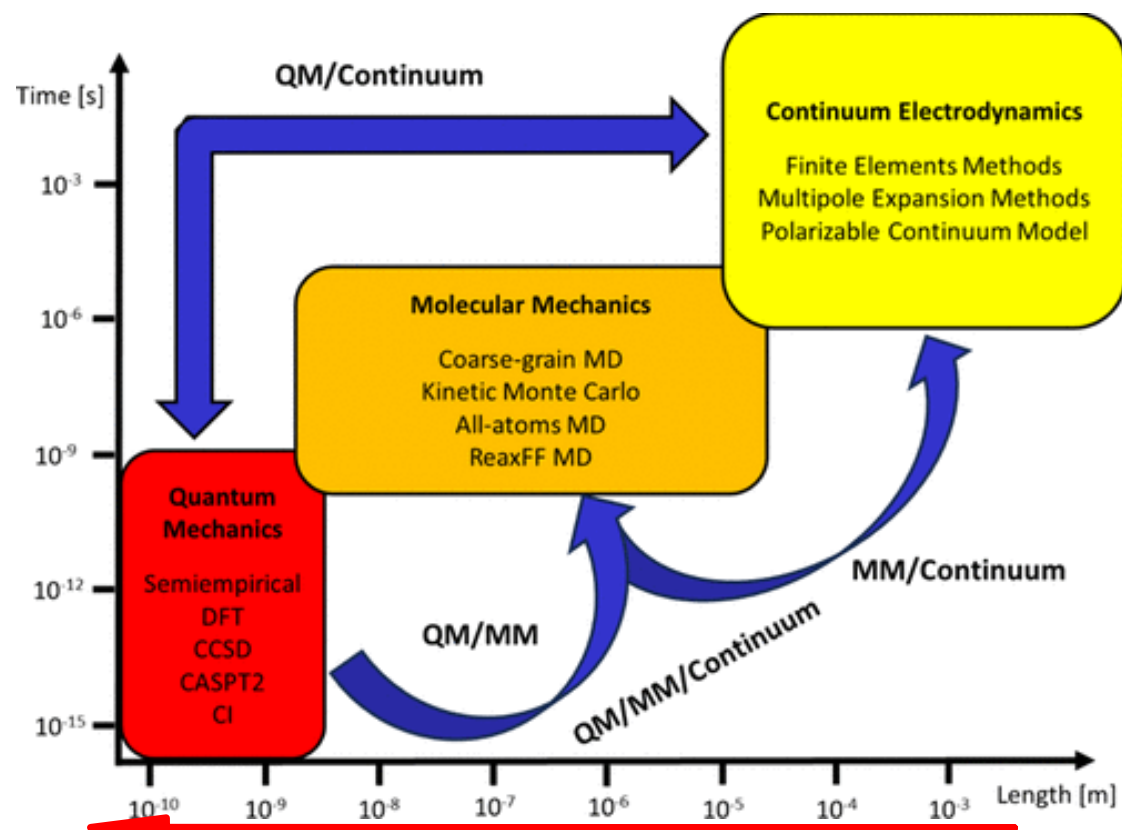 QM/Continuum
Time [s]
Continuum Electrodynamics
Finite Elements Methods
Multipole Expansion Methods
Polarizable Continuum Model
10-3
Molecular Mechanics
10-6
Coarse-grain MD
Kinetic Monte Carlo
All-atoms MD
ReaxFF MD
10-9
Quantum
Mechanics
Semiempirical
DFT
CCSD
CASPT2
CI
10-12
MM/Continuum
QM/MM
QM/MM/Continuum
10-15
10-10 10-9 10-8 10-7 10-6 10-5 10-4 10-3 Length [m]